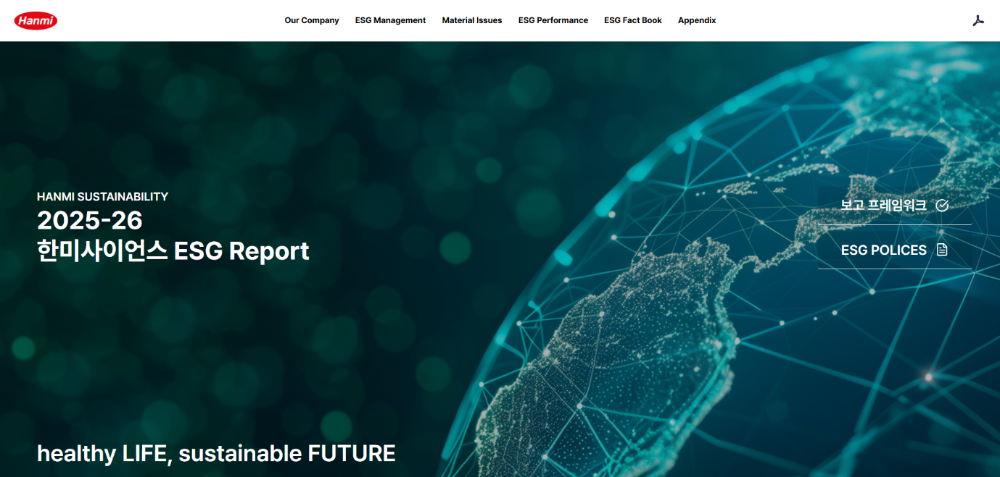 Hanmi
Our Company
ESG Management
Material Issues
ESG Performance
ESG Fact Book
Appendix
HANMI SUSTAINABILITY
2025-26
한미사이언스 ESG Report
보고 프레임워크
ESG POLICES
healthy LIFE, sustainable FUTURE